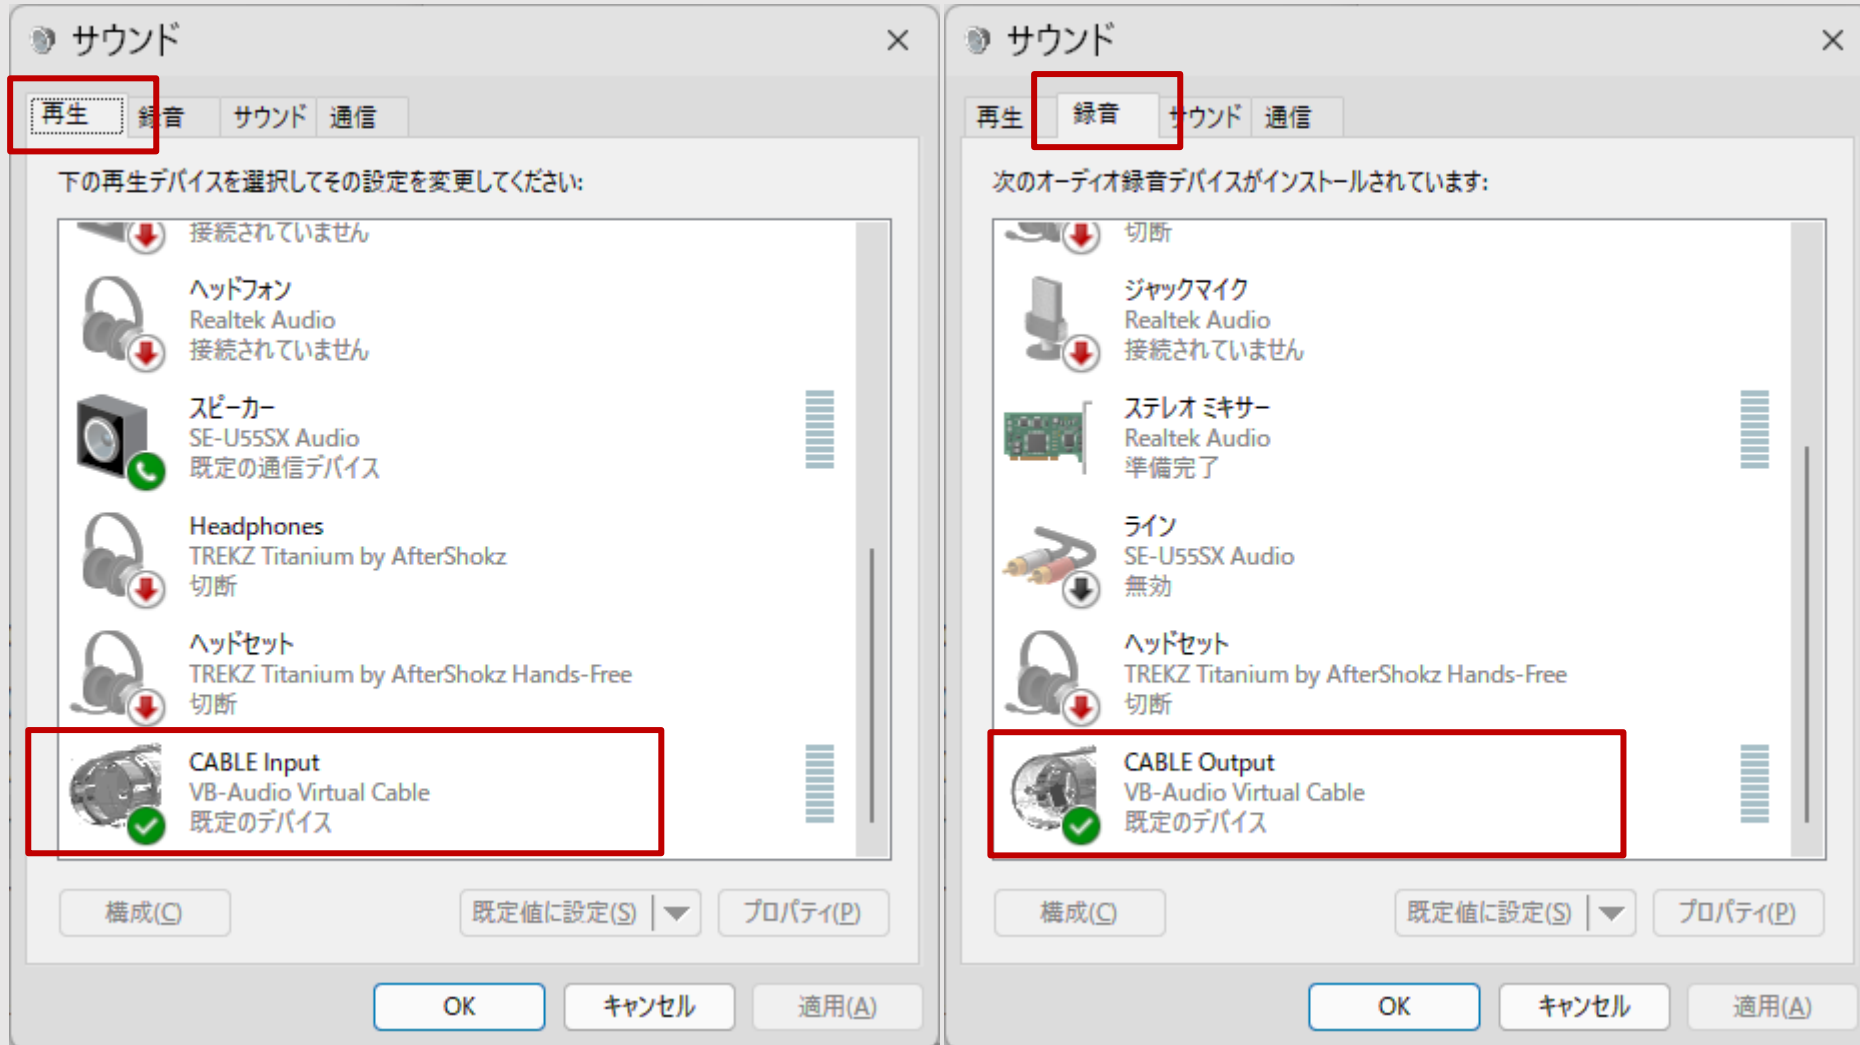 サウンド
再生 録音 サウンド 通信
下の再生デバイスを選択してその設定を変更してください:
接続されていません
ヘッドフォン
Realtek Audio
接続されていません
スピーカー
SE-U55SX Audio
既定の通信デバイス
Headphones
TREKZ Titanium by AfterShokz
切断
ヘッドセット
TREKZ Titanium by AfterShokz Hands-Free
切断
CABLE Input
VB-Audio Virtual Cable
既定のデバイス
構成(C) 既定値に設定(S) プロパティ(P)
OK キャンセル 適用(A)
サウンド
再生 録音 サウンド 通信
次のオーディオ録音デバイスがインストールされています:
切断
ジャックマイク
Realtek Audio
接続されていません
ステレオ ミキサー
Realtek Audio
準備完了
ライン
SE-U55SX Audio
無効
ヘッドセット
TREKZ Titanium by AfterShokz Hands-Free
切断
CABLE Output
VB-Audio Virtual Cable
既定のデバイス
構成(C) 既定値に設定(S) プロパティ(P)
OK キャンセル 適用(A)